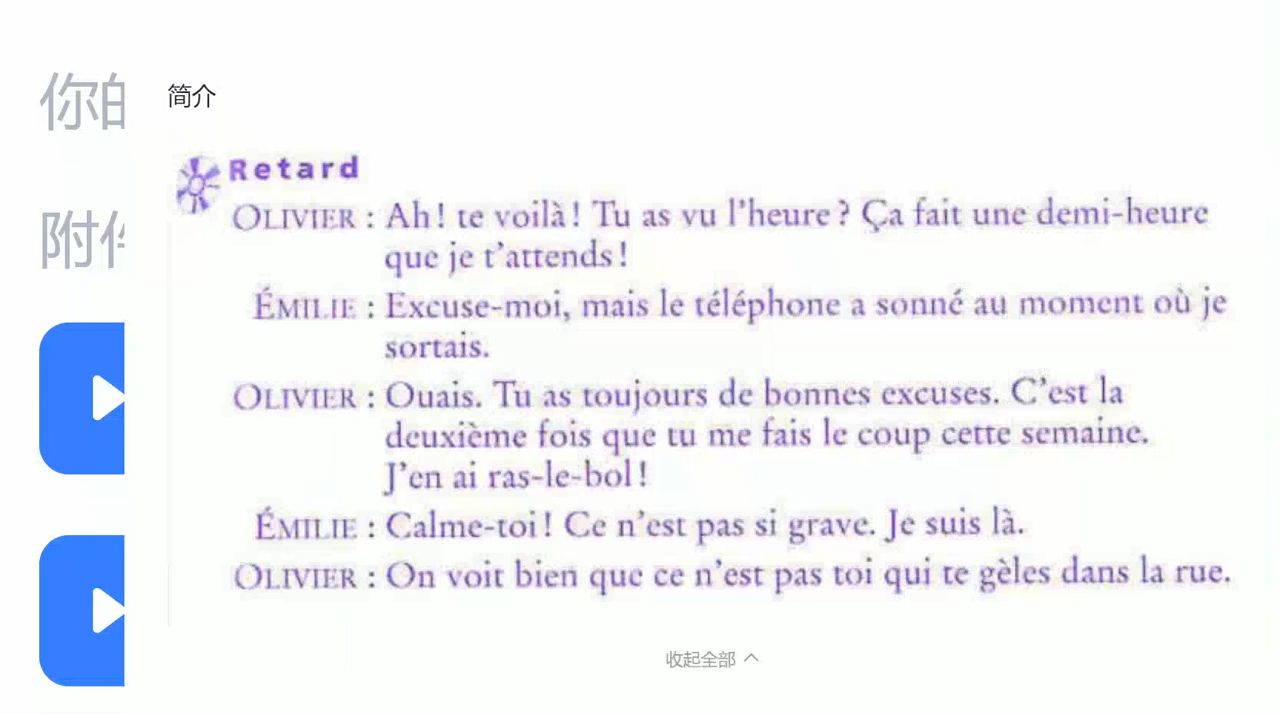 你的
简介
Retard
OLIVIER : Ah ! te voilà ! Tu as vu l'heure ? Ça fait une demi-heure
que je t'attends !
ÉMILIE : Excuse-moi, mais le téléphone a sonné au moment où je
sortais.
OLIVIER : Ouais. Tu as toujours de bonnes excuses. C'est la
deuxième fois que tu me fais le coup cette semaine.
J'en ai ras-le-bol !
ÉMILIE : Calme-toi ! Ce n'est pas si grave. Je suis là.
OLIVIER : On voit bien que ce n'est pas toi qui te gèles dans la rue.
附件
收起全部